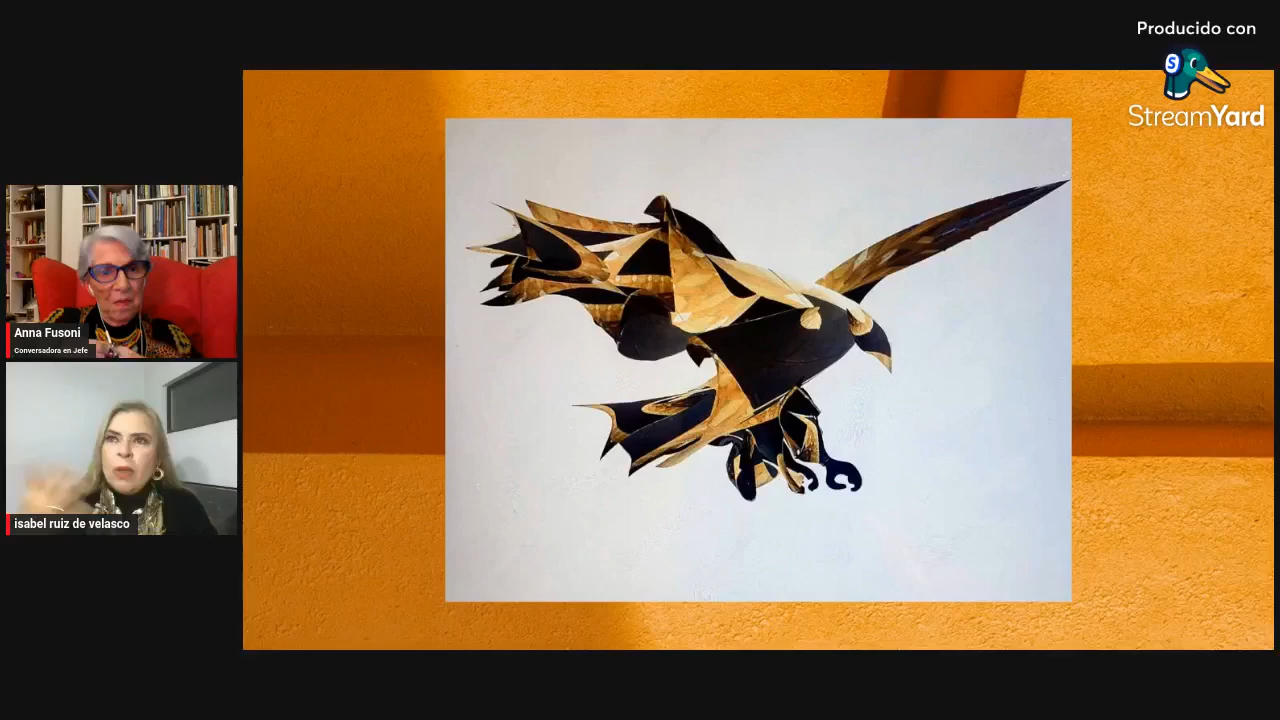 Producido con
S
StreamYard
Anna Fusoni
Conversadora en Jefe
isabel ruiz de velasco